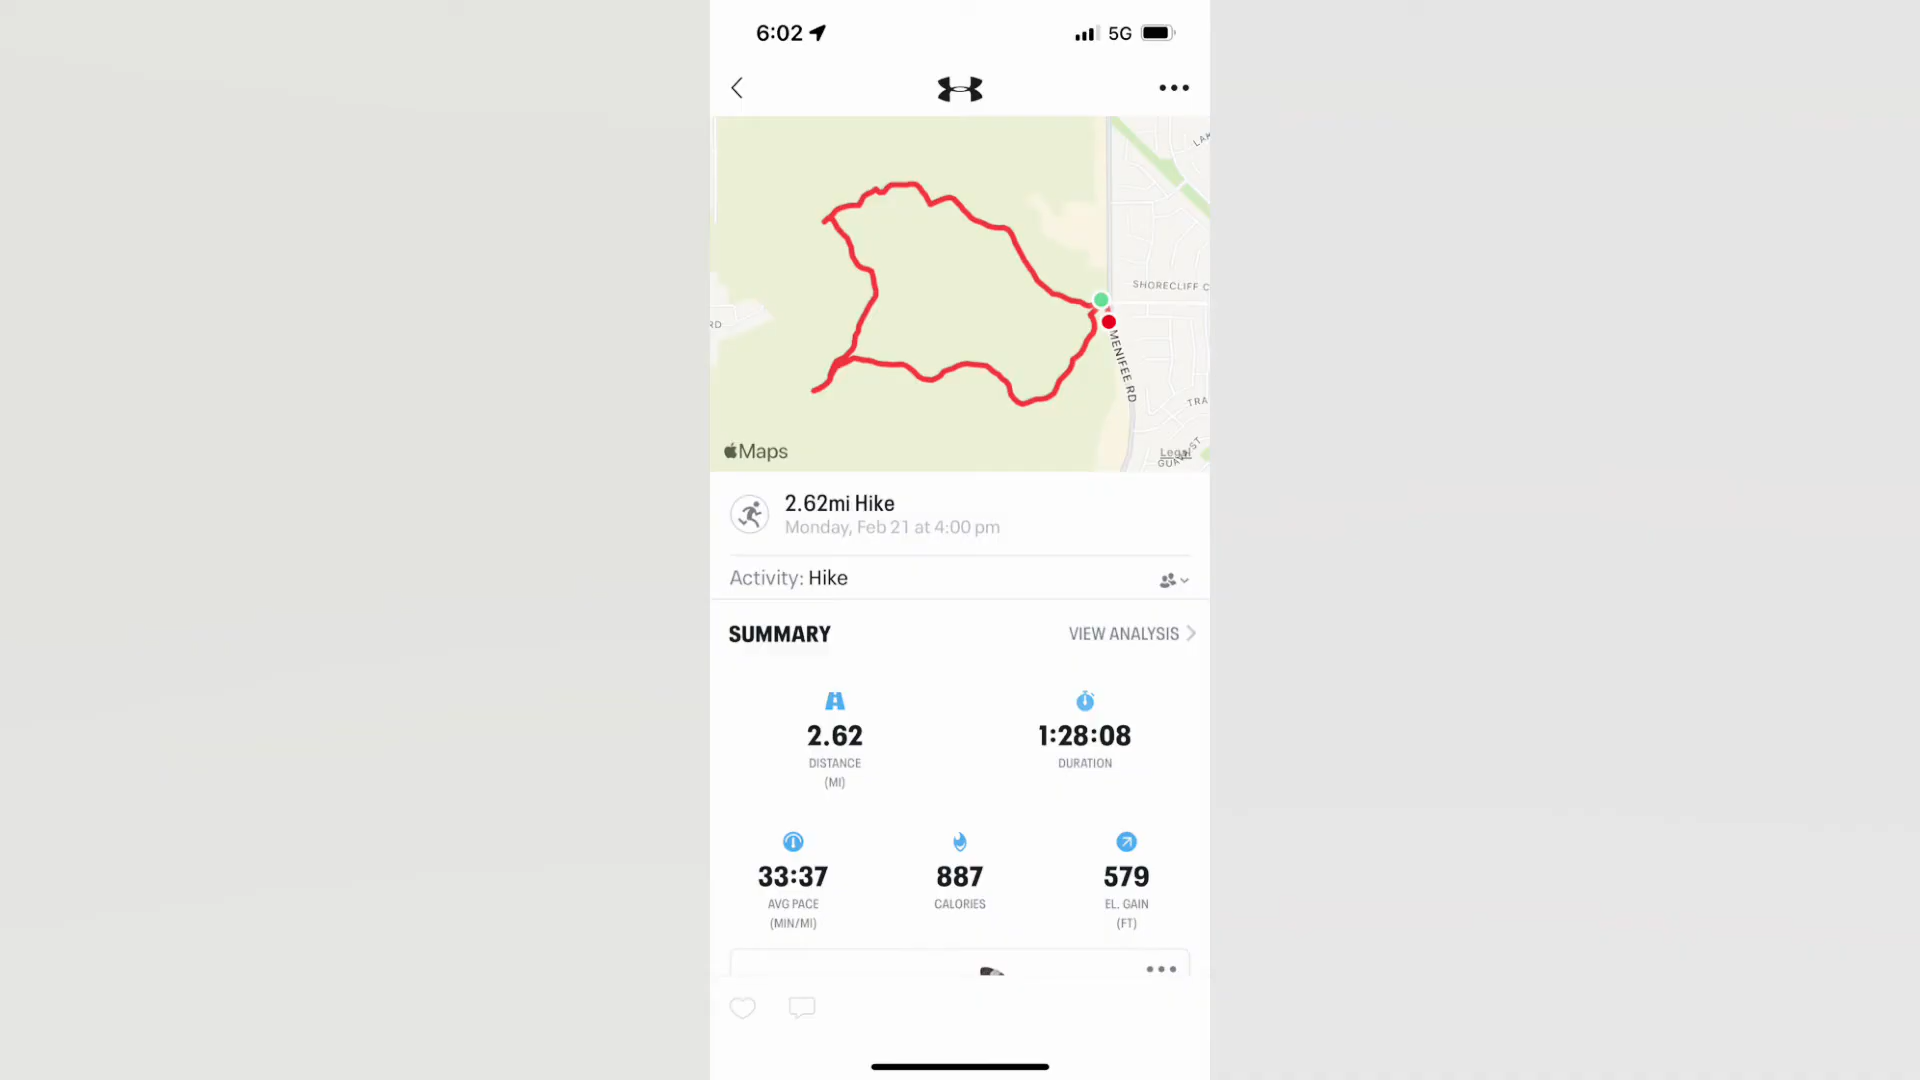 6:02
5G
SHORECLIFF C
RD
MENIFEE RD
TRA
Maps
Legal
2.62mi Hike
Monday, Feb 21 at 4:00 pm
Activity: Hike
SUMMARY
VIEW ANALYSIS
2.62
DISTANCE
(MI)
1:28:08
DURATION
33:37
AVG PACE
(MIN/MI)
887
CALORIES
579
EL. GAIN
(FT)